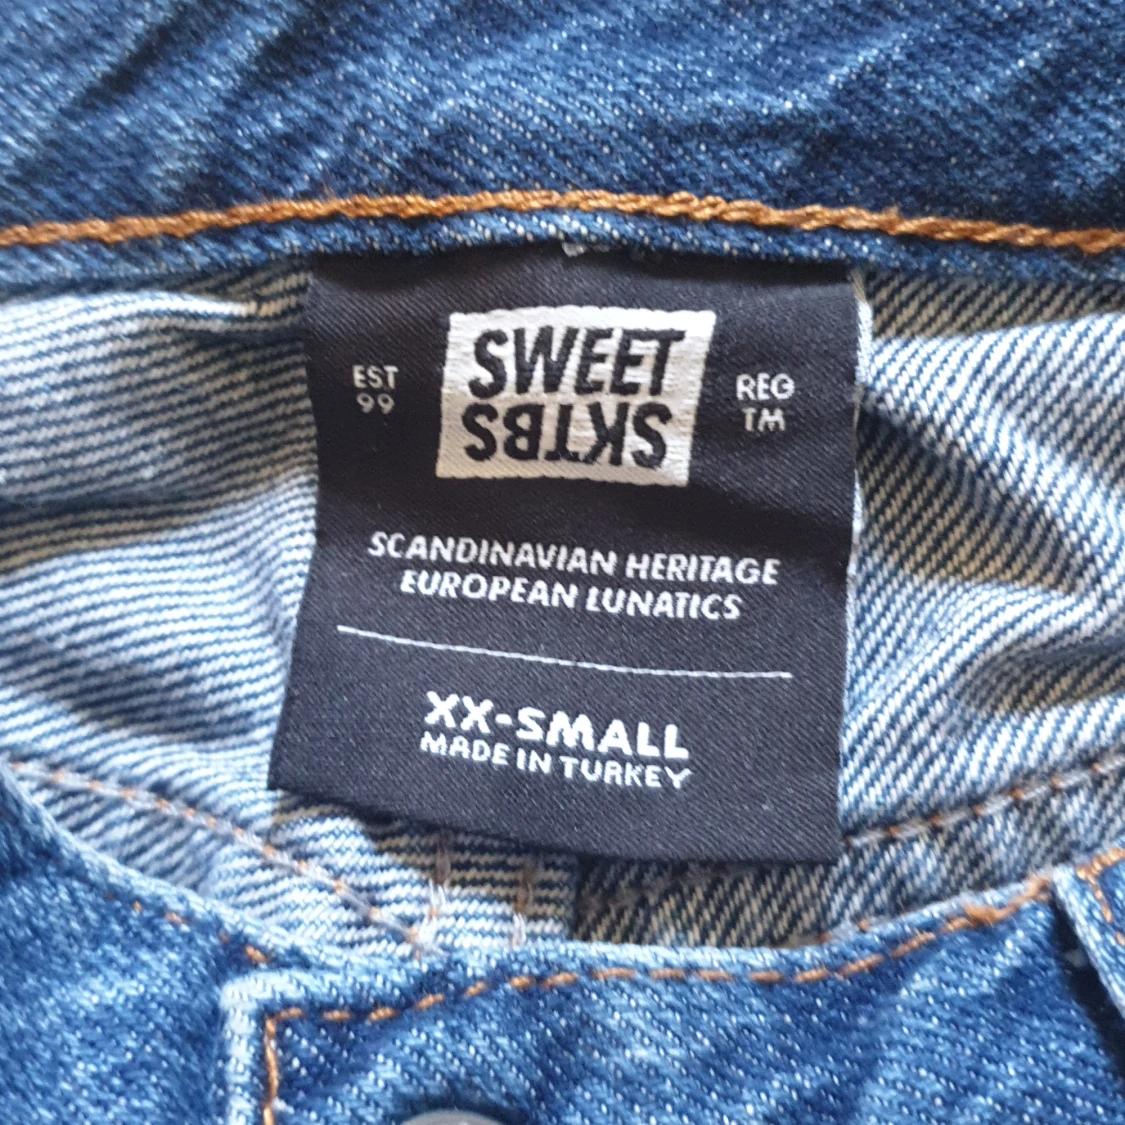 SWEET
SKTBS
EST
99
REG
TM
SCANDINAVIAN HERITAGE
EUROPEAN LUNATICS
XX-SMALL
MADE IN TURKEY